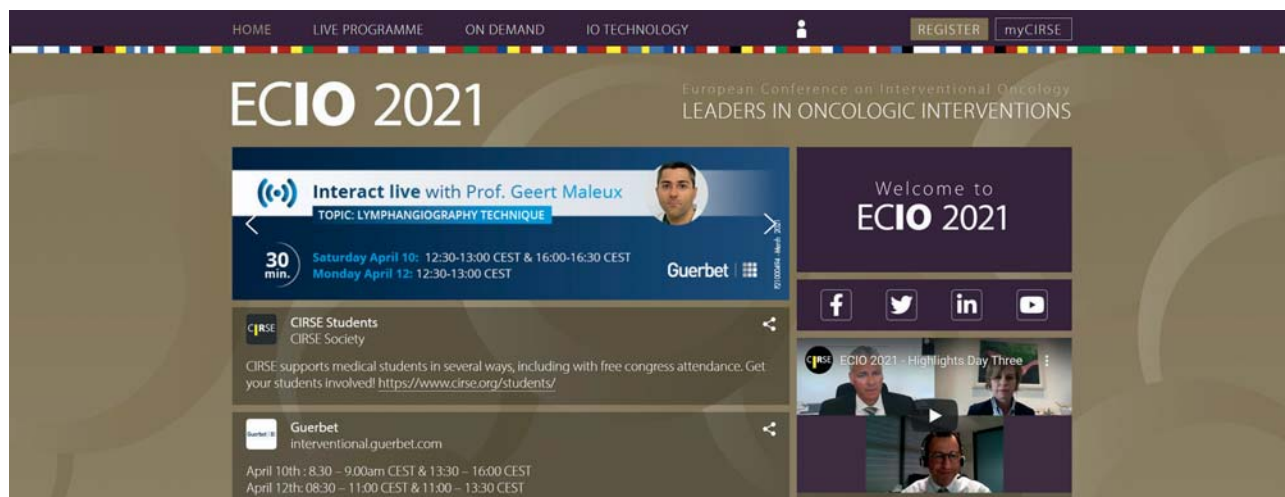 HOME LIVE PROGRAMME ON DEMAND IO TECHNOLOGY REGISTER myCIRSE
ECIO 2021
European Conference on Interventional Oncology
LEADERS IN ONCOLOGIC INTERVENTIONS
Interact live with Prof. Geert Maleux
TOPIC: LYMPHANGIOGRAPHY TECHNIQUE
30 min.
Saturday April 10: 12:30-13:00 CEST & 16:00-16:30 CEST
Monday April 12: 12:30-13:00 CEST
Guerbet
Welcome to
ECIO 2021
CIRSE
CIRSE Students
CIRSE Society
CIRSE supports medical students in several ways, including with free congress attendance. Get
your students involved! https://www.cirse.org/students/
CIRSE
ECIO 2021 - Highlights Day Three
Guerbet
Guerbet
interventional.guerbet.com
April 10th : 8.30 – 9.00am CEST & 13:30 – 16:00 CEST
April 12th: 08:30 – 11:00 CEST & 11:00 – 13:30 CEST